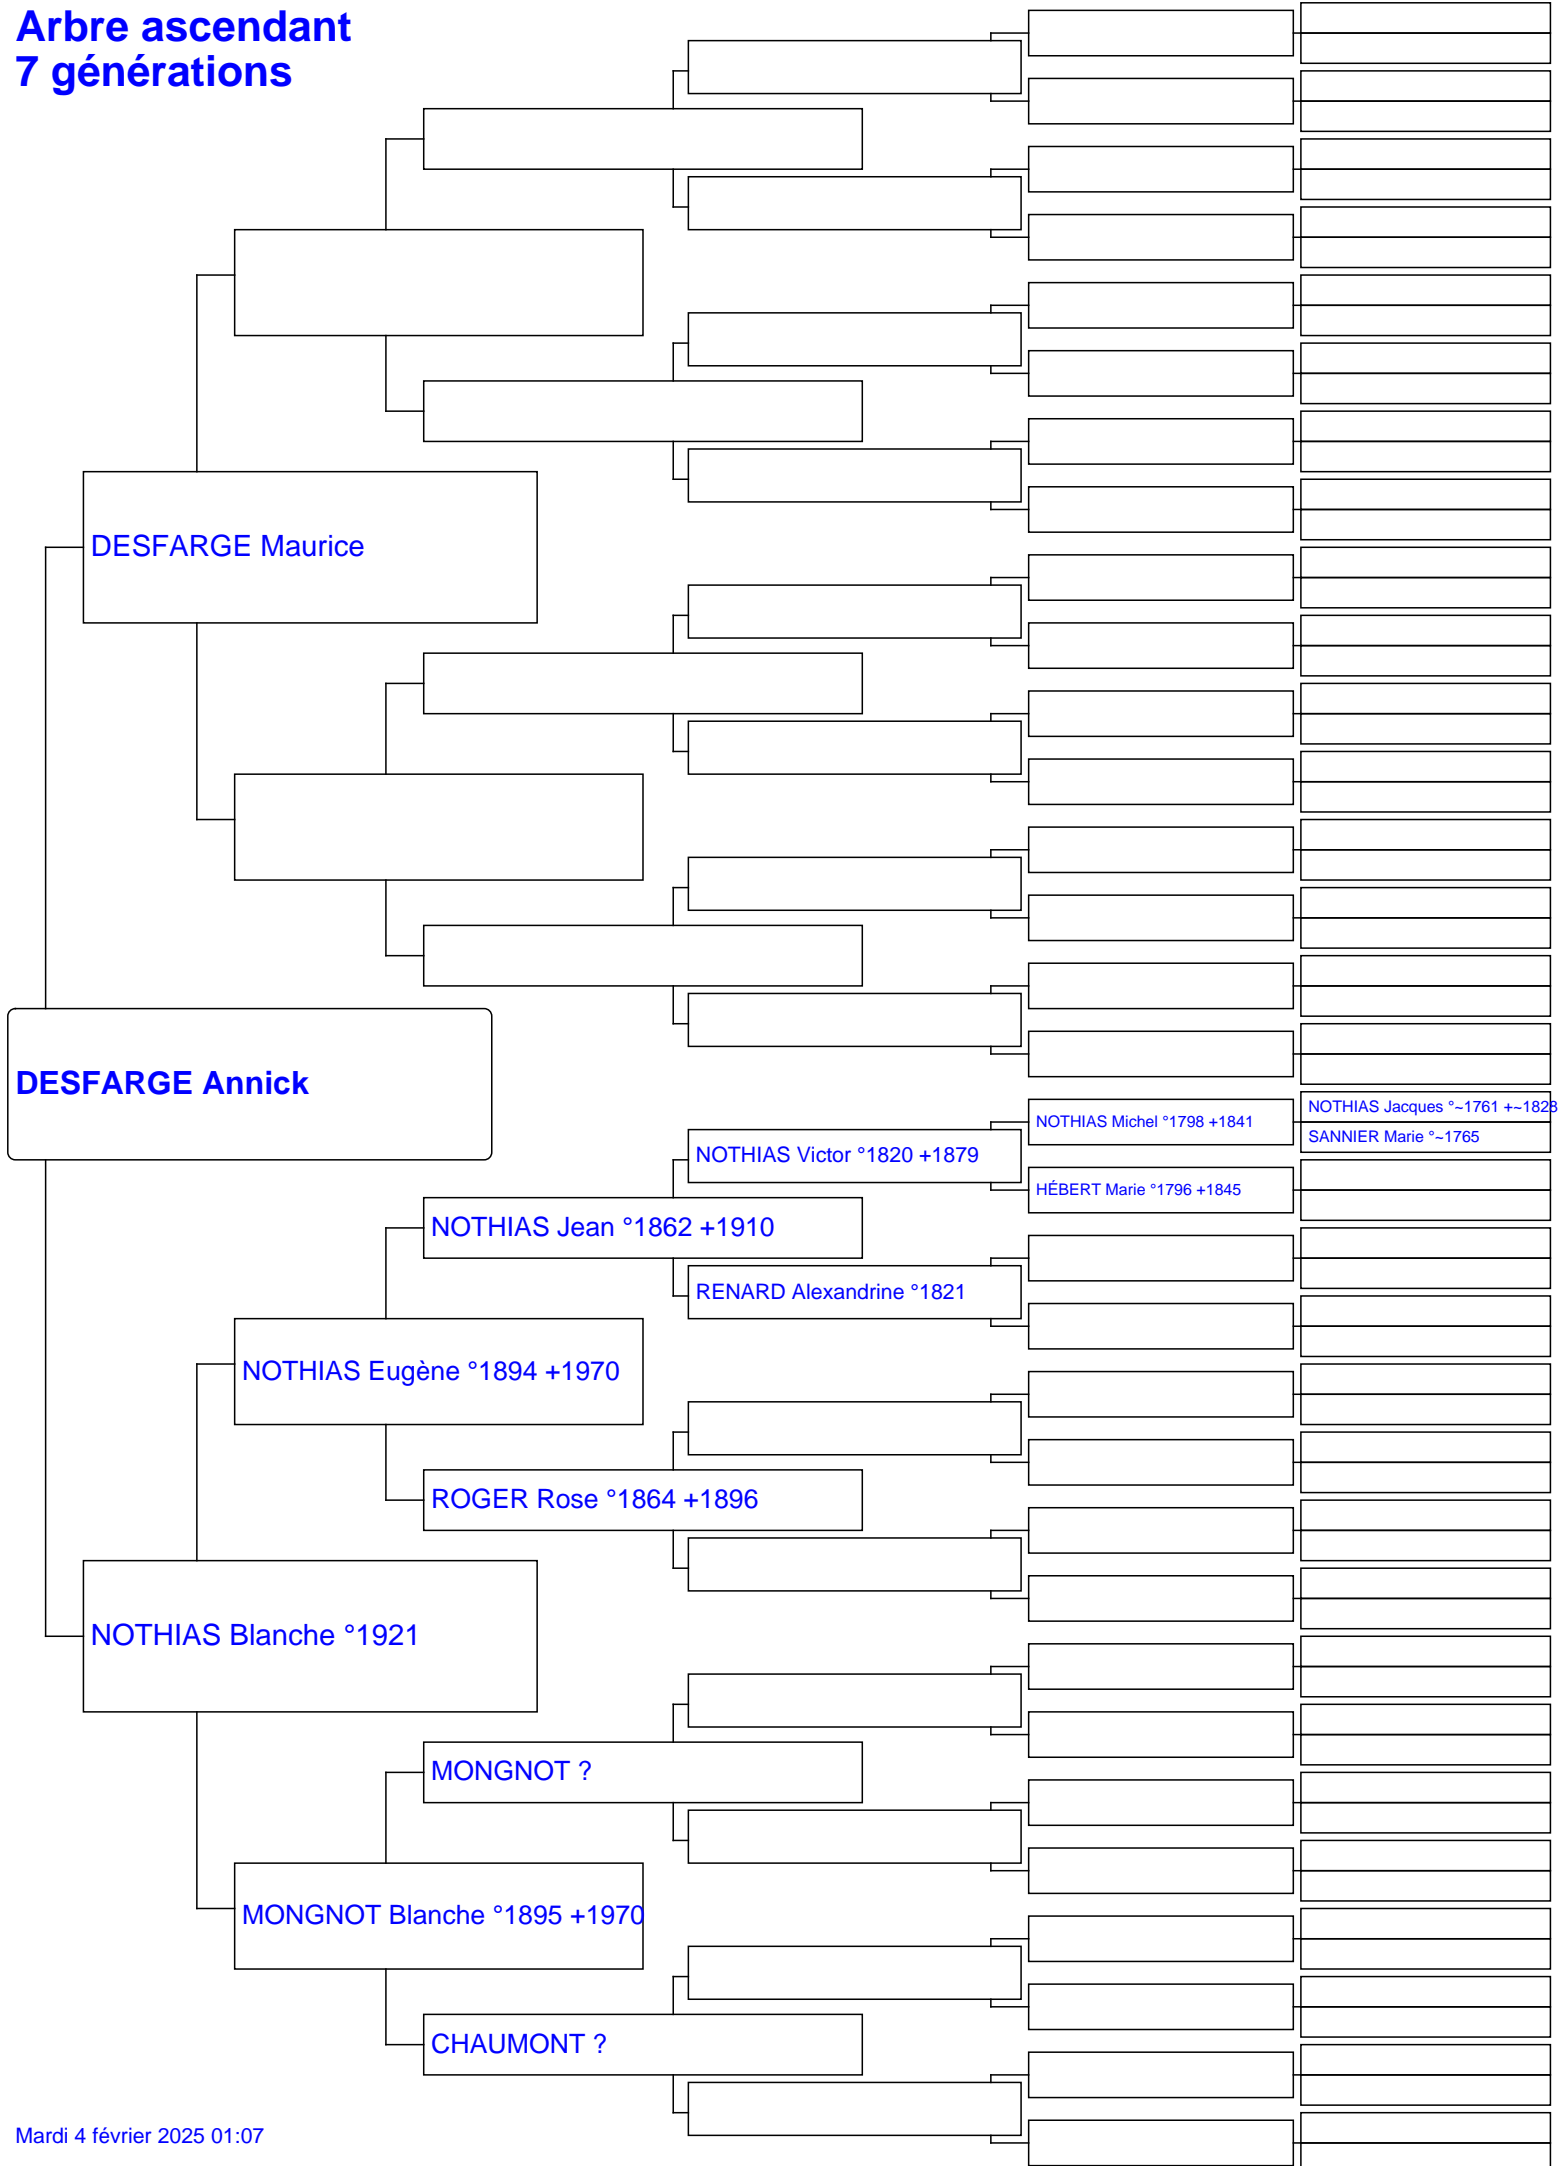 Arbre ascendant
7 générations
DESFARGE Maurice
DESFARGE Annick
NOTHIAS Jacques °~1761 +~1828
NOTHIAS Michel °1798 +1841
SANNIER Marie °~1765
NOTHIAS Victor °1820 +1879
HÉBERT Marie °1796 +1845
NOTHIAS Jean °1862 +1910
RENARD Alexandrine °1821
NOTHIAS Eugène °1894 +1970
ROGER Rose °1864 +1896
NOTHIAS Blanche °1921
MONGNOT ?
MONGNOT Blanche °1895 +1970
CHAUMONT ?
Mardi 4 février 2025 01:07